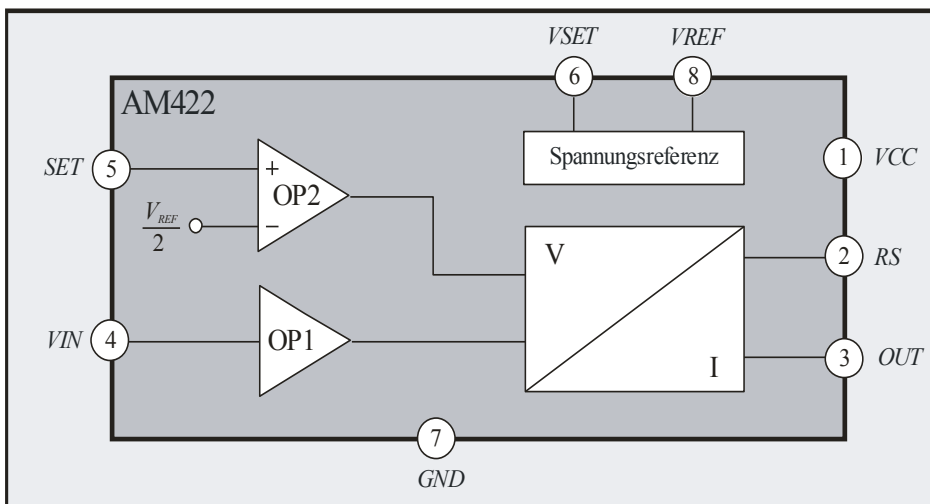 VSET VREF
6 8
AM422
SET 5
+
OP2
Spannungsreferenz
1 VCC
V_REF
2
−
V
2 RS
VIN 4
OP1
I
3 OUT
7
GND